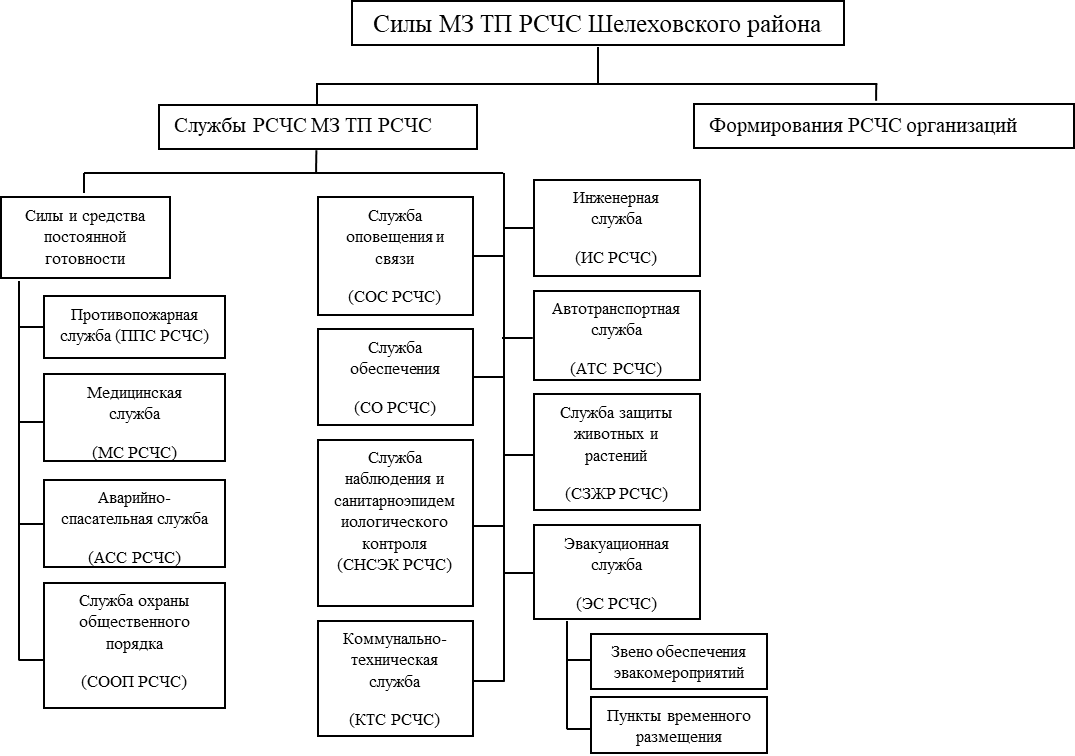 Силы МЗ ТП РСЧС Шелеховского района
Службы РСЧС МЗ ТП РСЧС
Формирования РСЧС организаций
Силы и средства
постоянной
готовности
Противопожарная
служба (ППС РСЧС)
Медицинская
служба
(МС РСЧС)
Аварийно-
спасательная служба
(АСС РСЧС)
Служба охраны
общественного
порядка
(СООП РСЧС)
Служба
оповещения и
связи
(СОС РСЧС)
Служба
обеспечения
(СО РСЧС)
Служба
наблюдения и
санитарноэпидем
иологического
контроля
(СНСЭК РСЧС)
Коммунально-
техническая
служба
(КТС РСЧС)
Инженерная
служба
(ИС РСЧС)
Автотранспортная
служба
(АТС РСЧС)
Служба защиты
животных и
растений
(СЗЖР РСЧС)
Эвакуационная
служба
(ЭС РСЧС)
Звено обеспечения
эвакомероприятий
Пункты временного
размещения